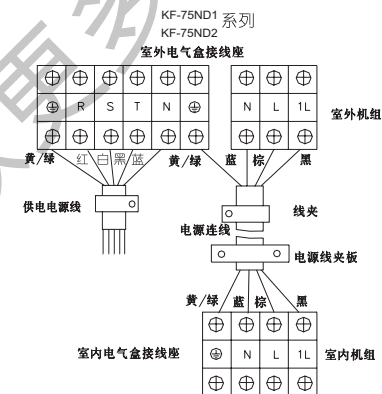 KF-75ND1
KF-75ND2 系列
室外电气盒接线座
R S T N N L 1L
室外机组
黄/绿 红 白 黑 蓝 黄/绿 蓝 棕 黑
供电电源线
线夹
电源连线
电源线夹板
黄/绿 蓝 棕 黑
室内电气盒接线座
N L 1L
室内机组
更多